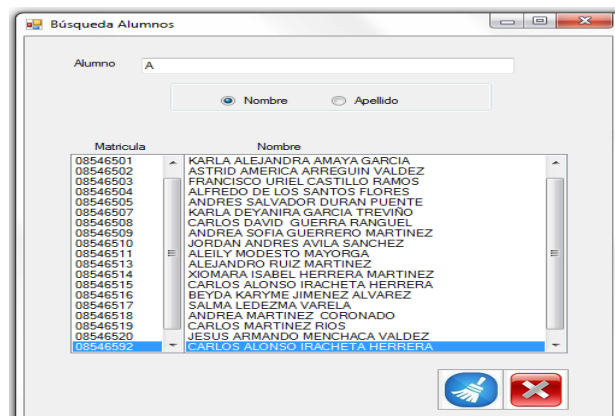 Búsqueda Alumnos
Alumno A
Nombre Apellido
Matricula Nombre
08546501 KARLA ALEJANDRA AMAYA GARCIA
08546502 ASTRID AMERICA ARREGUIN VALDEZ
08546503 FRANCISCO URIEL CASTILLO RAMOS
08546504 ALFREDO DE LOS SANTOS FLORES
08546505 ANDRES SALVADOR DURAN PUENTE
08546507 KARLA DEYANIRA GARCIA TREVIÑO
08546508 CARLOS DAVID GUERRA RANGUEL
08546509 ANDREA SOFIA GUERRERO MARTINEZ
08546510 JORDAN ANDRES AVILA SANCHEZ
08546511 ALEILY MODESTO MAYORGA
08546513 ALEJANDRO RUIZ MARTINEZ
08546514 XIOMARA ISABEL HERRERA MARTINEZ
08546515 CARLOS ALONSO IRACHETA HERRERA
08546516 BEYDA KARYME JIMENEZ ALVAREZ
08546517 SALMA LEDEZMA VARELA
08546518 ANDREA MARTINEZ CORONADO
08546519 CARLOS MARTINEZ RIOS
08546520 JESUS ARMANDO MENCHACA VALDEZ
08546592 CARLOS ALONSO IRACHETA HERRERA